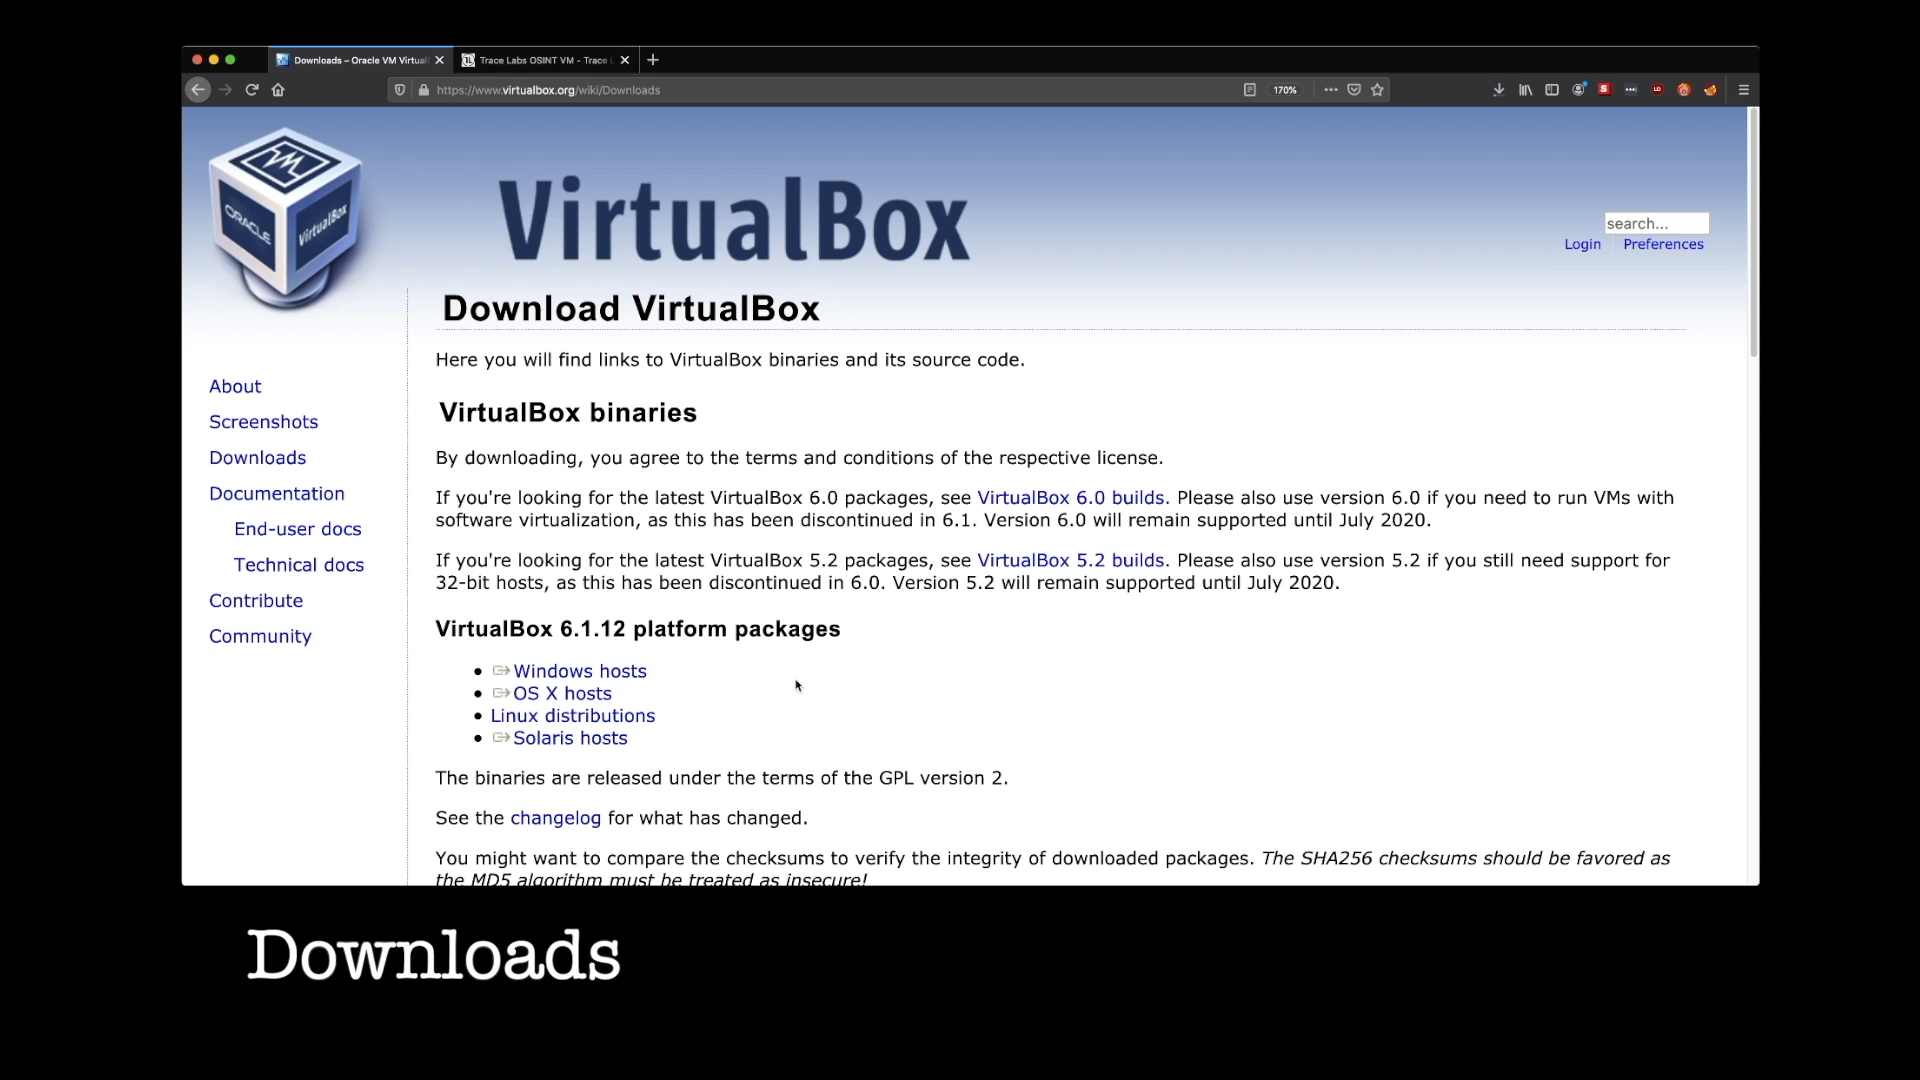 Downloads – Oracle VM Virtual
Trace Labs OSINT VM - Trace L
https://www.virtualbox.org/wiki/Downloads
170%
ORACLE
VirtualBox
VirtualBox
search...
Login
Preferences
Download VirtualBox
Here you will find links to VirtualBox binaries and its source code.
About
Screenshots
Downloads
Documentation
End-user docs
Technical docs
Contribute
Community
VirtualBox binaries
By downloading, you agree to the terms and conditions of the respective license.
If you're looking for the latest VirtualBox 6.0 packages, see VirtualBox 6.0 builds. Please also use version 6.0 if you need to run VMs with
software virtualization, as this has been discontinued in 6.1. Version 6.0 will remain supported until July 2020.
If you're looking for the latest VirtualBox 5.2 packages, see VirtualBox 5.2 builds. Please also use version 5.2 if you still need support for
32-bit hosts, as this has been discontinued in 6.0. Version 5.2 will remain supported until July 2020.
VirtualBox 6.1.12 platform packages
Windows hosts
OS X hosts
Linux distributions
Solaris hosts
The binaries are released under the terms of the GPL version 2.
See the changelog for what has changed.
You might want to compare the checksums to verify the integrity of downloaded packages. The SHA256 checksums should be favored as
the MD5 algorithm must be treated as insecure!
Downloads